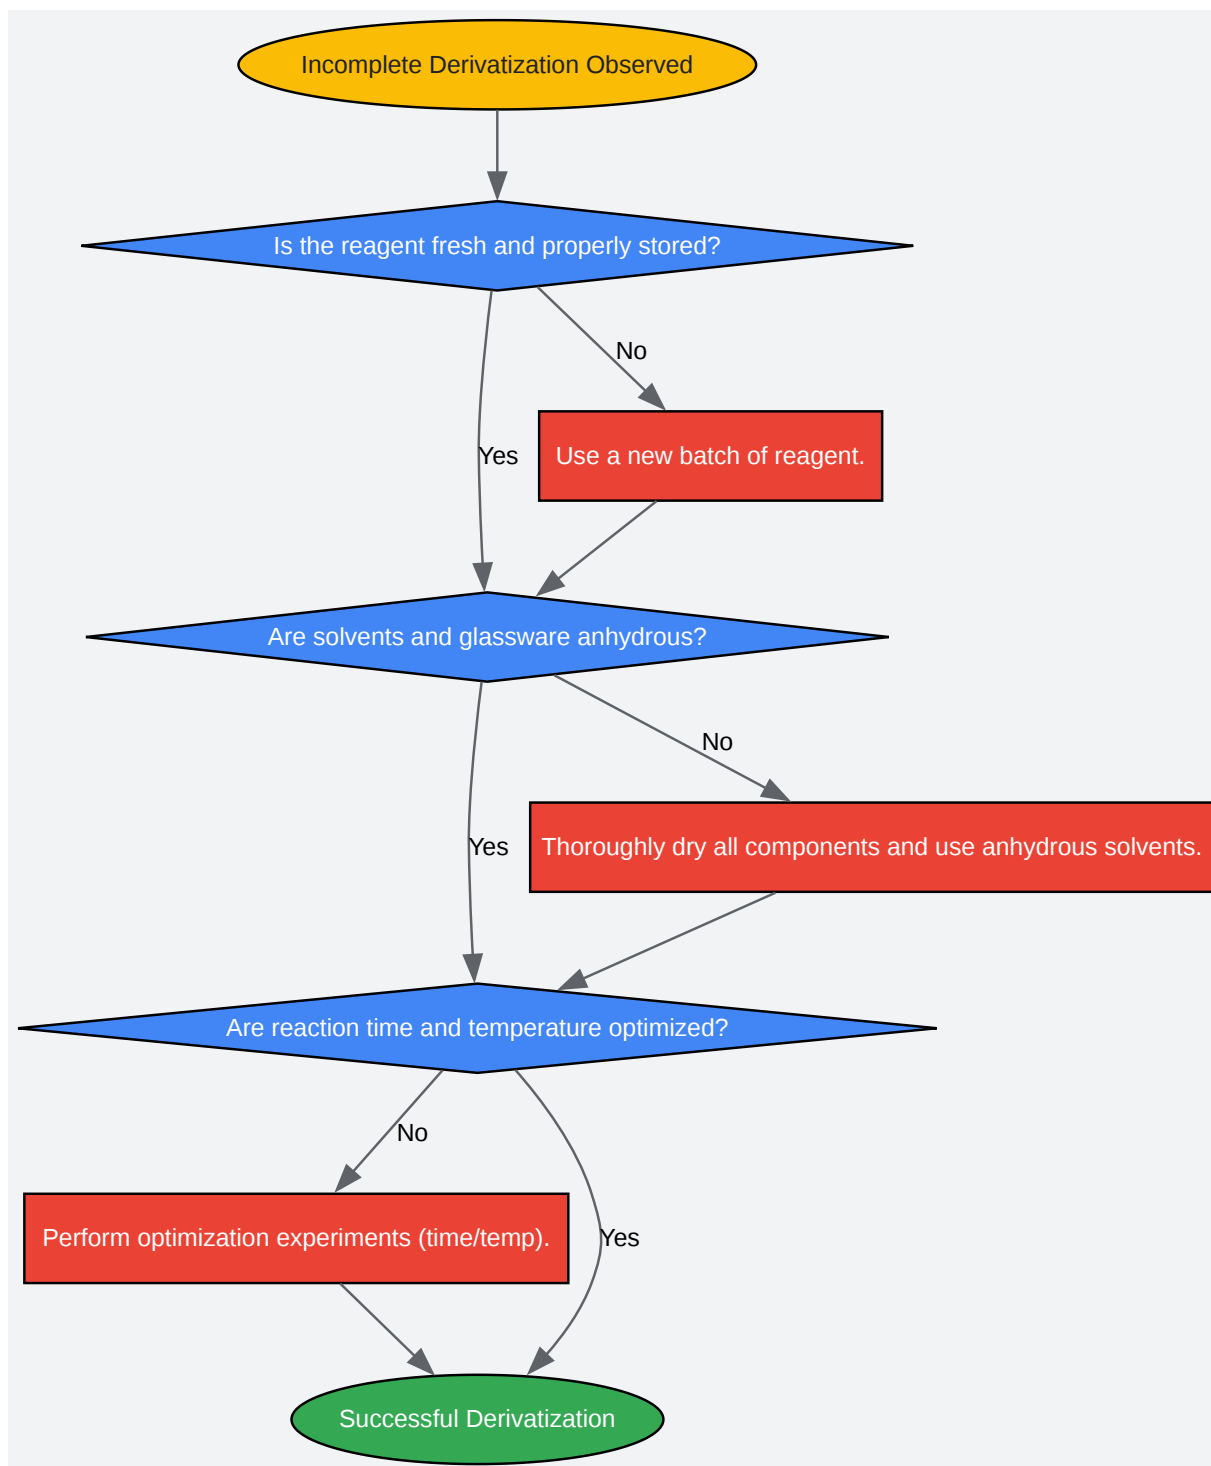 Incomplete Derivatization Observed
Is the reagent fresh and properly stored?
No
Yes
Use a new batch of reagent.
Are solvents and glassware anhydrous?
No
Yes
Thoroughly dry all components and use anhydrous solvents.
Are reaction time and temperature optimized?
No
Perform optimization experiments (time/temp).
Yes
Successful Derivatization